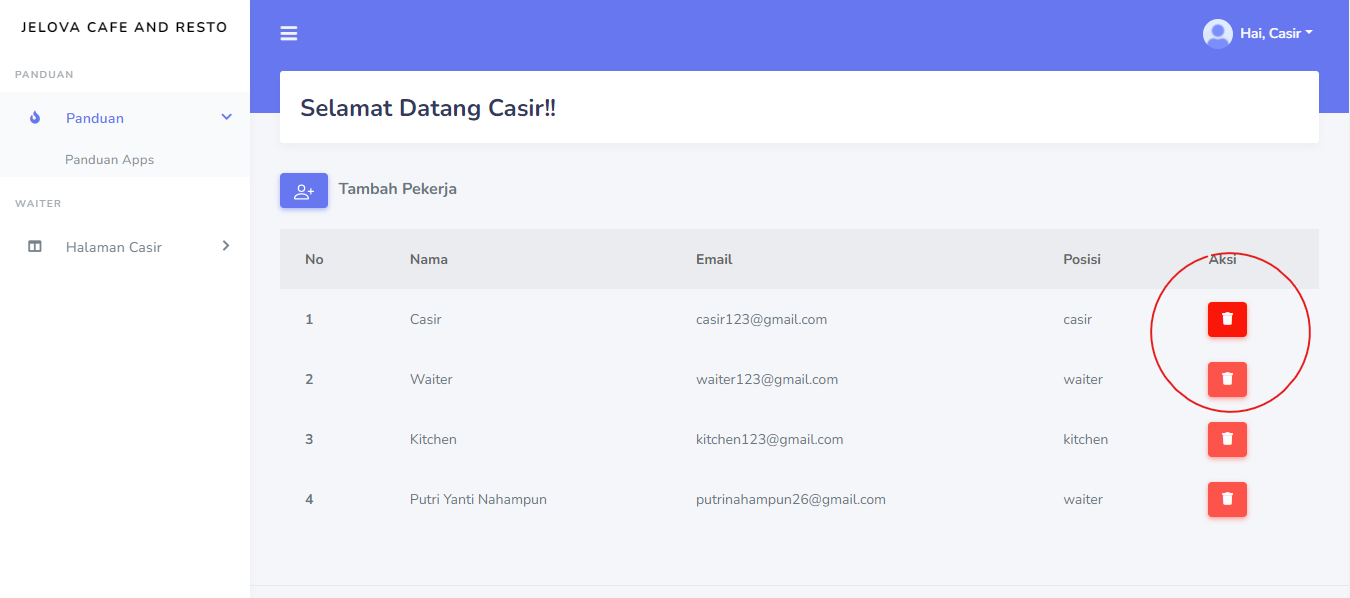 JELOVA CAFE AND RESTO
Hai, Casir
PANDUAN
Panduan
Panduan Apps
WAITER
Halaman Casir
Selamat Datang Casir!!
Tambah Pekerja
No Nama Email Posisi Aksi
1 Casir casir123@gmail.com casir
2 Waiter waiter123@gmail.com waiter
3 Kitchen kitchen123@gmail.com kitchen
4 Putri Yanti Nahampun putrinahampun26@gmail.com waiter